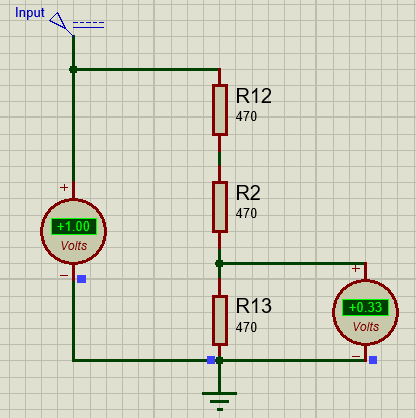 Input
R12
470
R2
470
+
+1.00
Volts
−
R13
470
+
+0.33
Volts
−